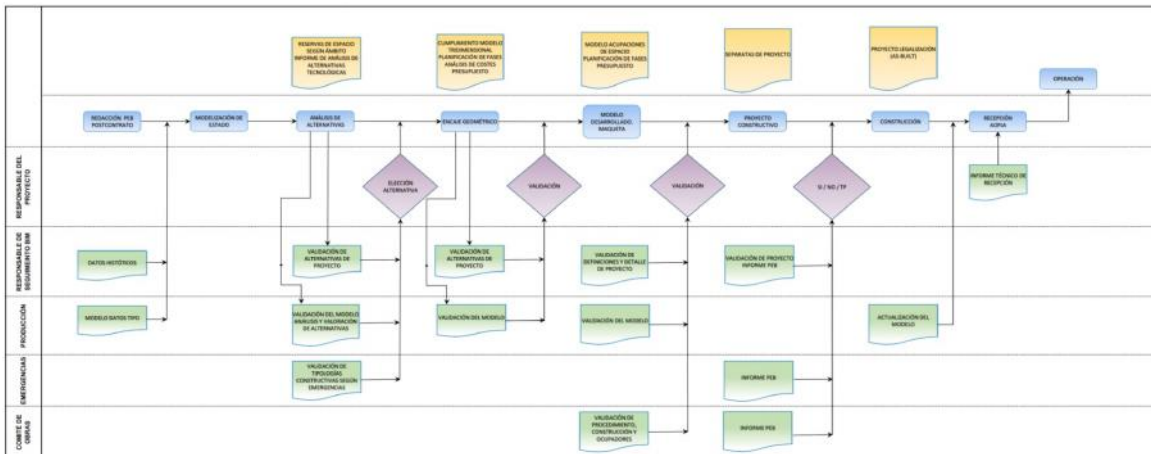 RESERVAS DE ESPACIO
SEGÚN ÁMBITO
INFORME DE ANÁLISIS DE
ALTERNATIVAS
TECNOLÓGICAS
CUMPLIMIENTO MODELO
TRIDIMENSIONAL
PLANIFICACIÓN DE FASES
ANÁLISIS DE COSTES
PRESUPUESTO
MODELO OCUPACIONES
DE ESPACIO
PLANIFICACIÓN DE FASES
PRESUPUESTO
SEPARATAS DE PROYECTO
PROYECTO LEGALIZACIÓN
(AS-BUILT)
OPERACIÓN
REDACCIÓN PEB
POSTCONTRATO
MODELIZACIÓN DE
ESTADO
ANÁLISIS DE
ALTERNATIVAS
ENCAJE GEOMÉTRICO
MODELO
DESARROLLADO.
MAQUETA
PROYECTO
CONSTRUCTIVO
CONSTRUCCIÓN
RECEPCIÓN
RESPONSABLE DEL
PROYECTO
ELECCIÓN
ALTERNATIVA
VALIDACIÓN
VALIDACIÓN
SI / NO / TP
INFORME TÉCNICO DE
RECEPCIÓN
RESPONSABLE DE
SEGUIMIENTO BIM
DATOS HISTÓRICOS
VALIDACIÓN DE
ALTERNATIVAS DE
PROYECTO
VALIDACIÓN DE
ALTERNATIVAS DE
PROYECTO
VALIDACIÓN DE
DEFINICIONES Y DETALLE
DE PROYECTO
VALIDACIÓN DE PROYECTO
INFORME PEB
PRODUCCIÓN
MODELO DATOS TIPO
VALIDACIÓN DEL MODELO
ANÁLISIS Y VALORACIÓN
DE ALTERNATIVAS
VALIDACIÓN DEL MODELO
VALIDACIÓN DEL MODELO
ACTUALIZACIÓN DEL
MODELO
EMERGENCIAS
VALIDACIÓN DE
TIPOLOGÍAS
CONSTRUCTIVAS SEGÚN
EMERGENCIAS
INFORME PEB
COMITÉ DE
OBRAS
VALIDACIÓN DE
PROCEDIMIENTO,
CONSTRUCCIÓN Y
OCUPADORES
INFORME PEB